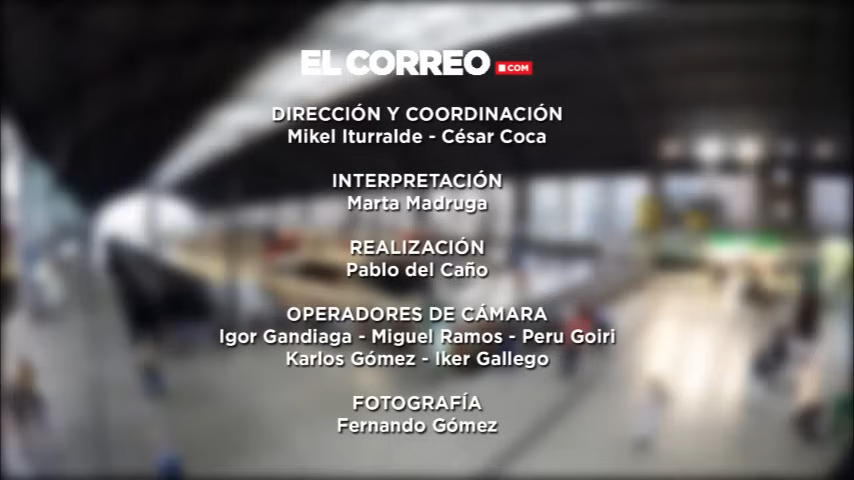 EL CORREO .COM
DIRECCIÓN Y COORDINACIÓN
Mikel Iturralde - César Coca
INTERPRETACIÓN
Marta Madruga
REALIZACIÓN
Pablo del Caño
OPERADORES DE CÁMARA
Igor Gandiaga - Miguel Ramos - Peru Goiri
Karlos Gómez - Iker Gallego
FOTOGRAFÍA
Fernando Gómez